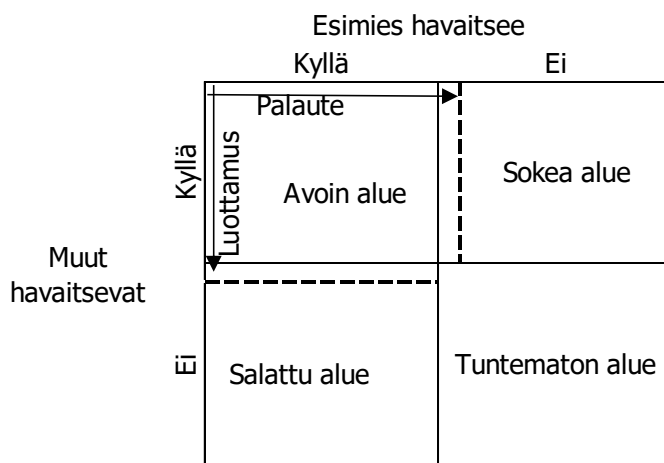 Esimies havaitsee
Kyllä
Ei
Palaute
Kyllä
Luottamus
Avoin alue
Sokea alue
Muut
havaitsevat
Ei
Salattu alue
Tuntematon alue